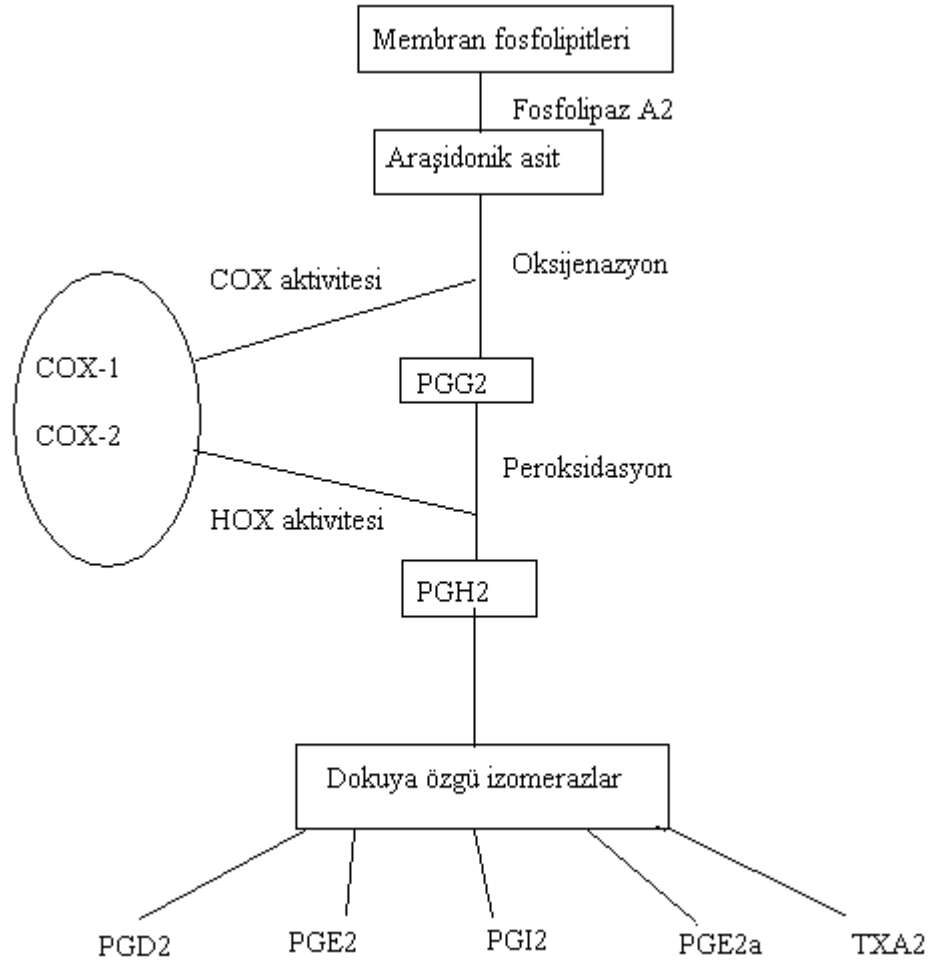 Membran fosfolipitleri
Fosfolipaz A2
Araşidonik asit
Oksijenazyon
COX aktivitesi
COX-1
PGG2
COX-2
Peroksidasyon
HOX aktivitesi
PGH2
Dokuya özgü izomerazlar
PGD2 PGE2 PGI2 PGE2a TXA2